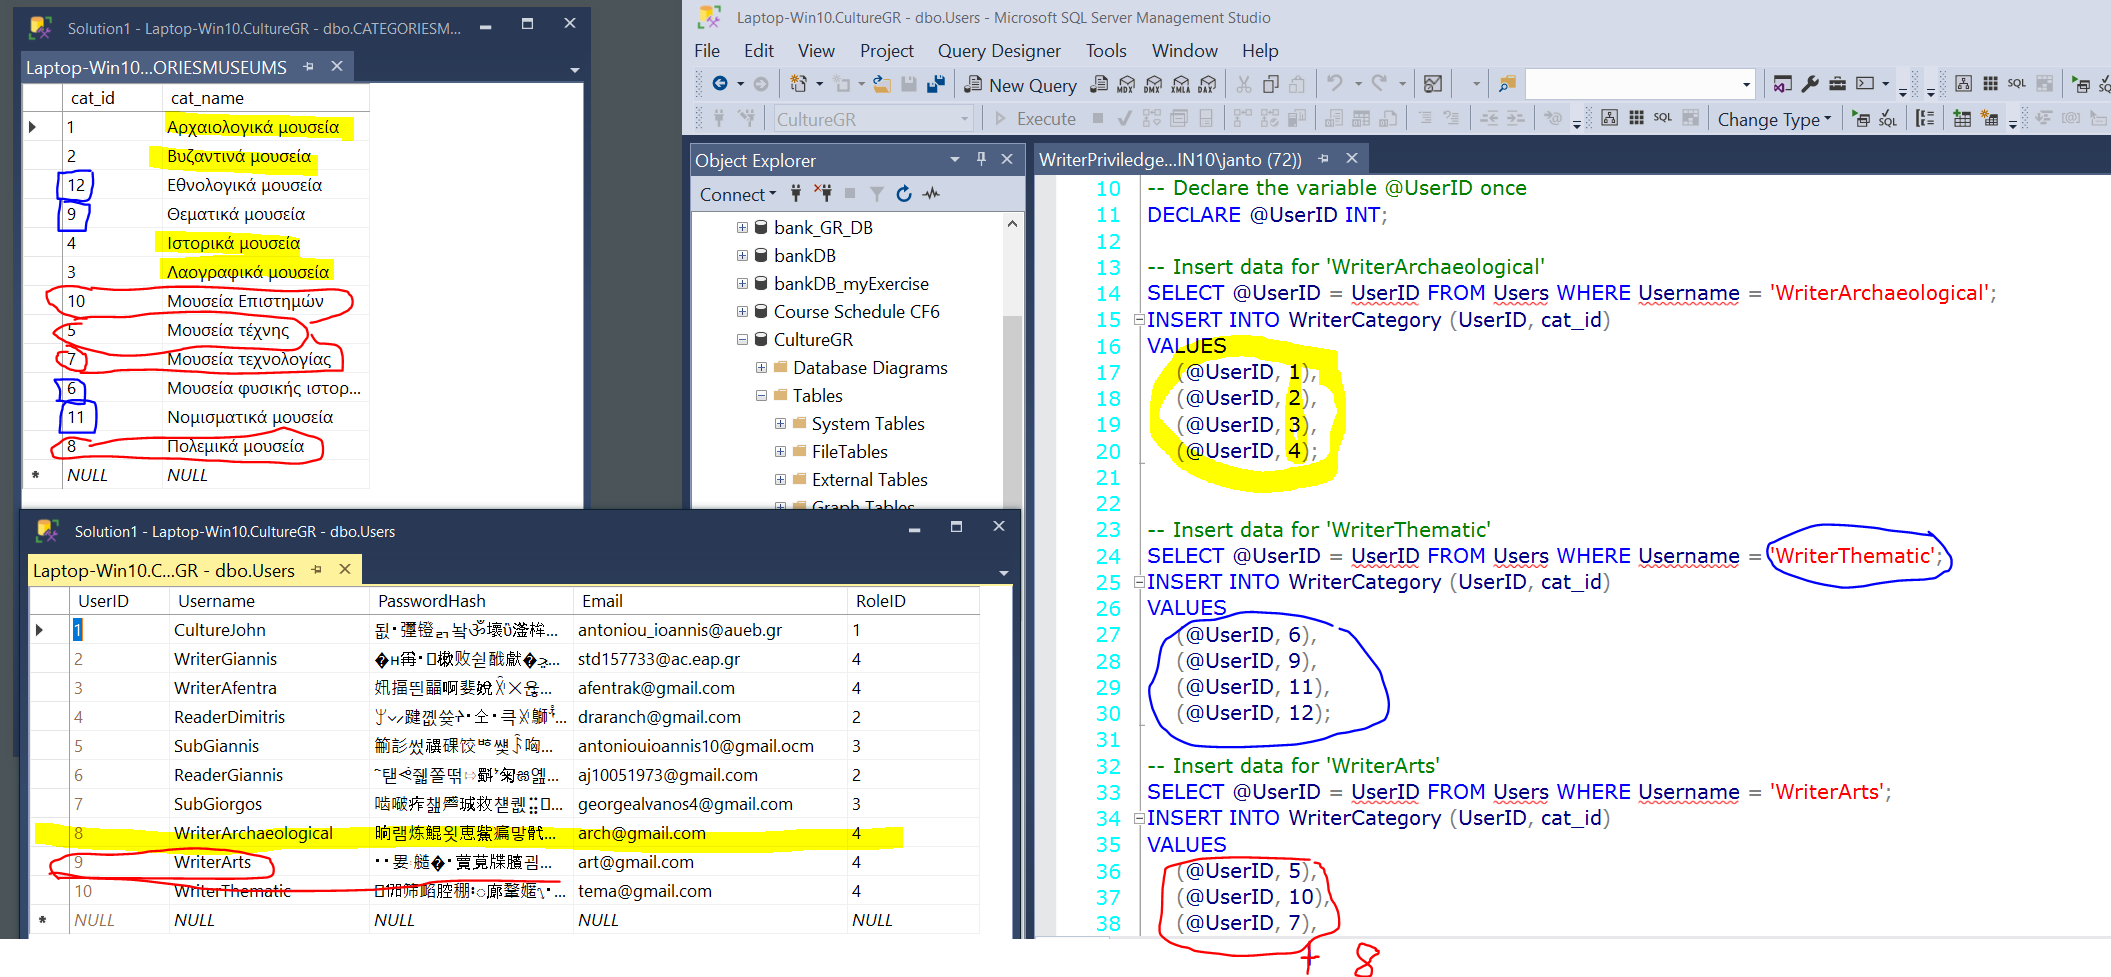 Solution1 - Laptop-Win10.CultureGR - dbo.CATEGORIESM...
Laptop-Win10...ORIESMUSEUMS
cat_id cat_name
1 Αρχαιολογικά μουσεία
2 Βυζαντινά μουσεία
12 Εθνολογικά μουσεία
9 Θεματικά μουσεία
4 Ιστορικά μουσεία
3 Λαογραφικά μουσεία
10 Μουσεία Επιστημών
5 Μουσεία τέχνης
7 Μουσεία τεχνολογίας
6 Μουσεία φυσικής ιστορ...
11 Νομισματικά μουσεία
8 Πολεμικά μουσεία
NULL NULL
Solution1 - Laptop-Win10.CultureGR - dbo.Users
Laptop-Win10.C...GR - dbo.Users
UserID Username PasswordHash Email RoleID
1 CultureJohn antoniou_ioannis@aueb.gr 1
2 WriterGiannis std157733@ac.eap.gr 4
3 WriterAfentra afentrak@gmail.com 4
4 ReaderDimitris draranch@gmail.com 2
5 SubGiannis antoniouioannis10@gmail.ocm 3
6 ReaderGiannis aj10051973@gmail.com 2
7 SubGiorgos georgealvanos4@gmail.com 3
8 WriterArchaeological arch@gmail.com 4
9 WriterArts art@gmail.com 4
10 WriterThematic tema@gmail.com 4
NULL NULL NULL NULL NULL
Laptop-Win10.CultureGR - dbo.Users - Microsoft SQL Server Management Studio
File Edit View Project Query Designer Tools Window Help
New Query MDX DMX XMLA DAX SQL
CultureGR Execute SQL Change Type SQL
Object Explorer
Connect
bank_GR_DB
bankDB
bankDB_myExercise
Course Schedule CF6
CultureGR
Database Diagrams
Tables
System Tables
FileTables
External Tables
Graph Tables
WriterPriviledge...IN10\janto (72))
10 -- Declare the variable @UserID once
11 DECLARE @UserID INT;
12
13 -- Insert data for 'WriterArchaeological'
14 SELECT @UserID = UserID FROM Users WHERE Username = 'WriterArchaeological';
15 INSERT INTO WriterCategory (UserID, cat_id)
16 VALUES
17 (@UserID, 1),
18 (@UserID, 2),
19 (@UserID, 3),
20 (@UserID, 4);
21
22
23 -- Insert data for 'WriterThematic'
24 SELECT @UserID = UserID FROM Users WHERE Username = 'WriterThematic';
25 INSERT INTO WriterCategory (UserID, cat_id)
26 VALUES
27 (@UserID, 6),
28 (@UserID, 9),
29 (@UserID, 11),
30 (@UserID, 12);
31
32 -- Insert data for 'WriterArts'
33 SELECT @UserID = UserID FROM Users WHERE Username = 'WriterArts';
34 INSERT INTO WriterCategory (UserID, cat_id)
35 VALUES
36 (@UserID, 5),
37 (@UserID, 10),
38 (@UserID, 7),
+ 8